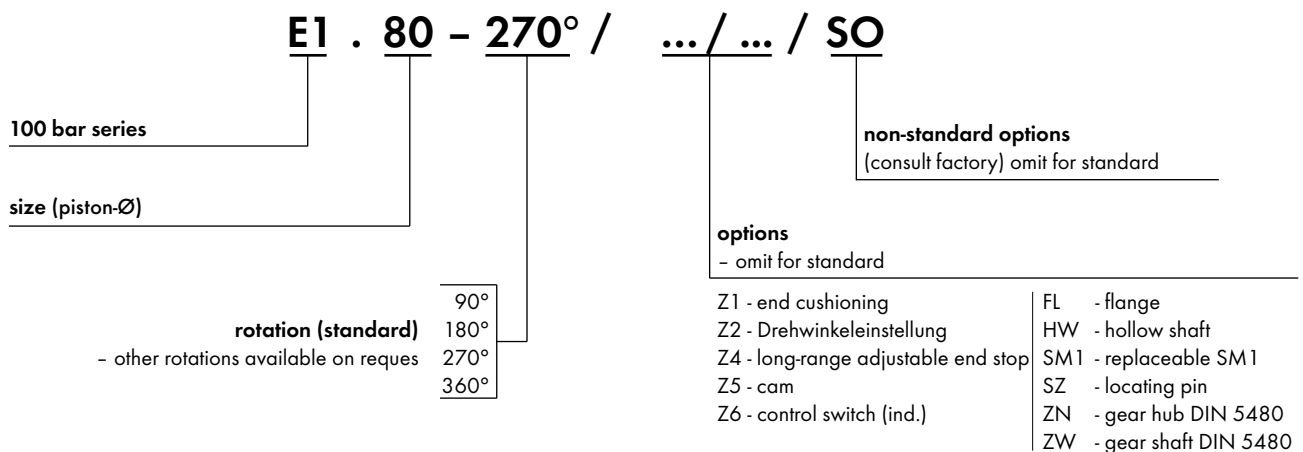 E1 . 80 – 270° / ... / ... / SO
100 bar series
non-standard options
(consult factory) omit for standard
size (piston-Ø)
options
– omit for standard
90°
rotation (standard) 180°
– other rotations available on reques 270°
360°
Z1 - end cushioning
Z2 - Drehwinkeleinstellung
Z4 - long-range adjustable end stop
Z5 - cam
Z6 - control switch (ind.)
FL - flange
HW - hollow shaft
SM1 - replaceable SM1
SZ - locating pin
ZN - gear hub DIN 5480
ZW - gear shaft DIN 5480